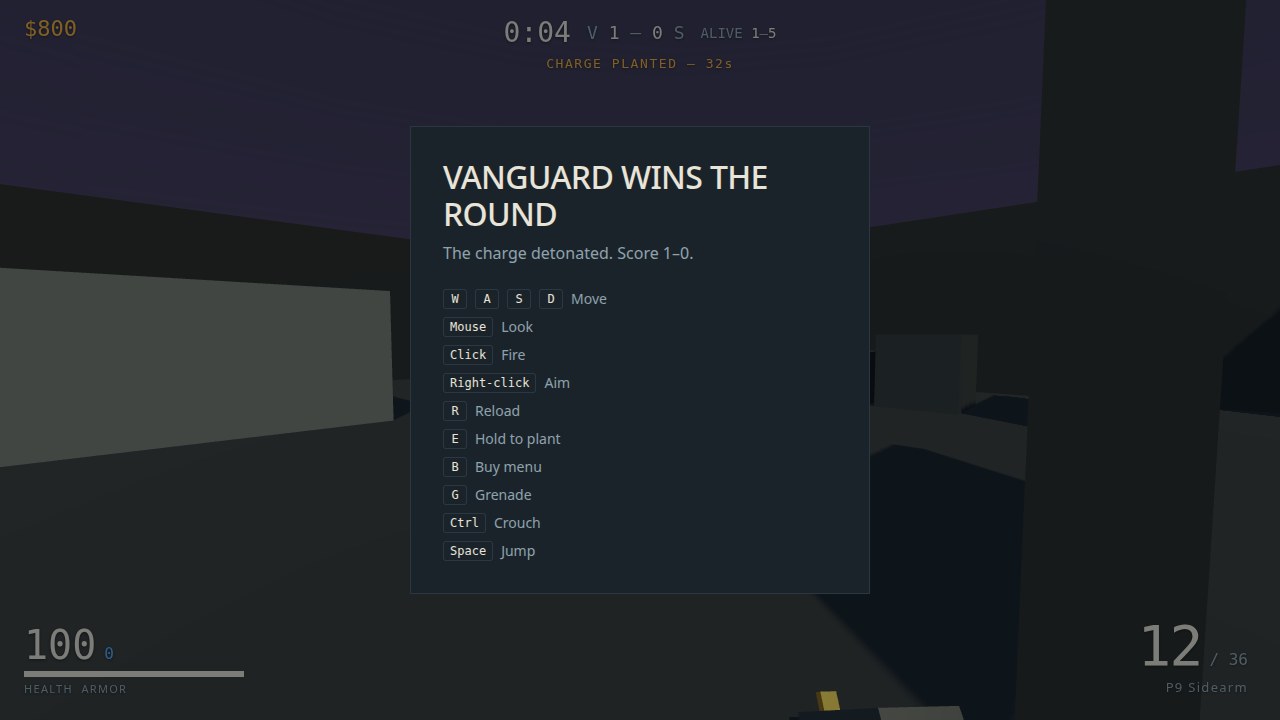 $800
0:04 V 1 — 0 S ALIVE 1–5
CHARGE PLANTED — 32s
VANGUARD WINS THE
ROUND
The charge detonated. Score 1–0.
W A S D Move
Mouse Look
Click Fire
Right-click Aim
R Reload
E Hold to plant
B Buy menu
G Grenade
Ctrl Crouch
Space Jump
100 0
HEALTH ARMOR
12 / 36
P9 Sidearm